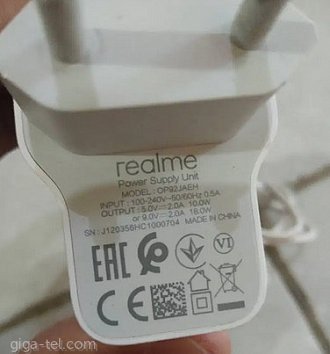 realme
Power Supply Unit
MODEL: OP92JAEH
INPUT: 100-240V~50/60Hz 0.5A
OUTPUT: 5.0V⎓2.0A 10.0W
or 9.0V⎓2.0A 18.0W
SN: J120356HC1000704 MADE IN CHINA
EAC
VI
CE
giga-tel.com